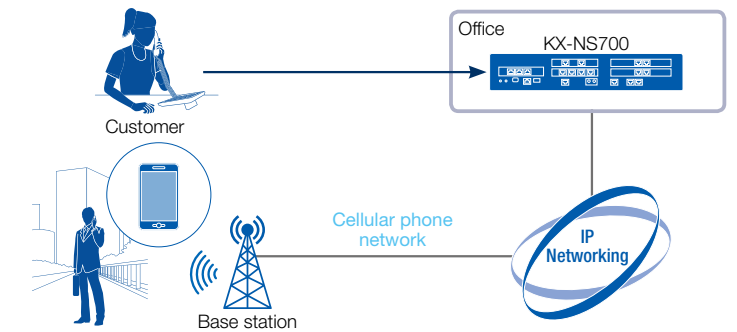 Office
KX-NS700
Customer
Cellular phone
network
IP
Networking
Base station